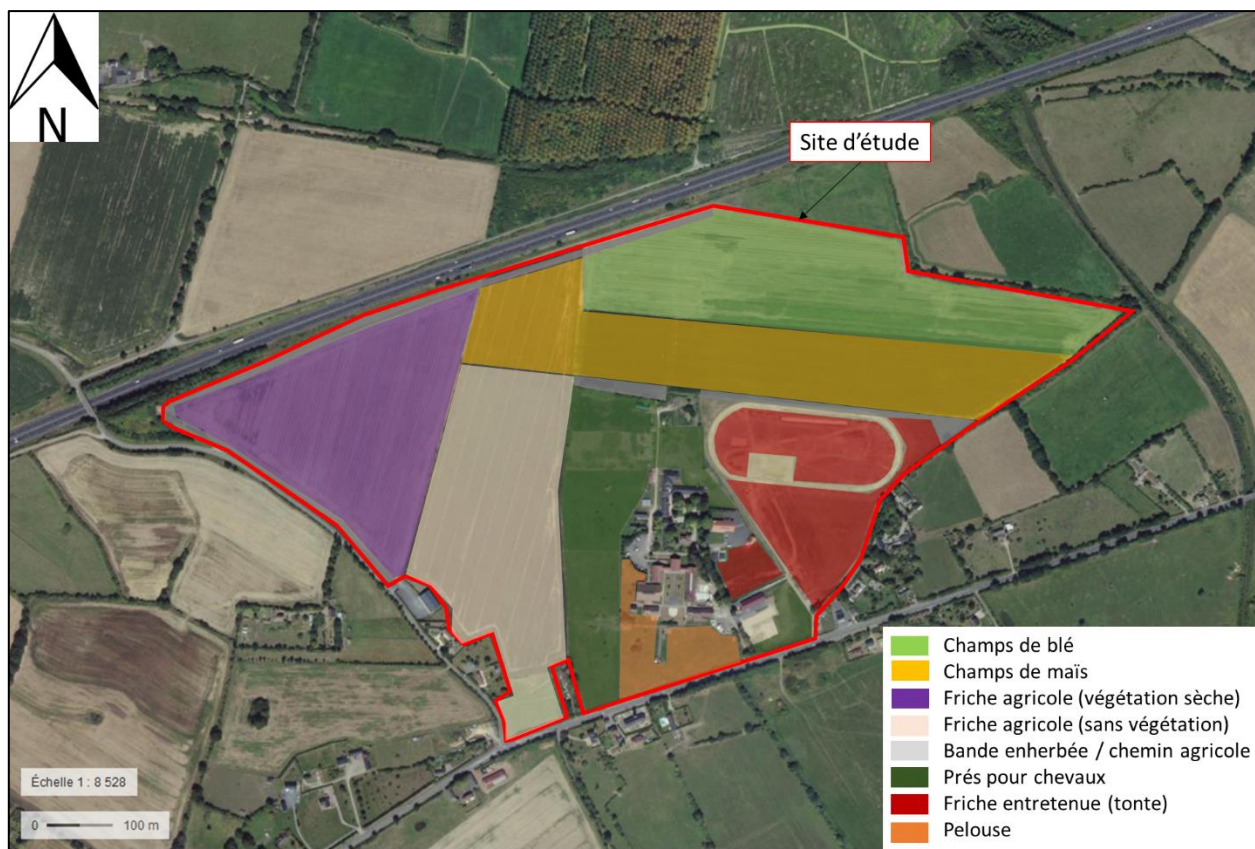 N
Site d'étude
Échelle 1 : 8 528
0 100 m
Champs de blé
Champs de maïs
Friche agricole (végétation sèche)
Friche agricole (sans végétation)
Bande enherbée / chemin agricole
Prés pour chevaux
Friche entretenue (tonte)
Pelouse